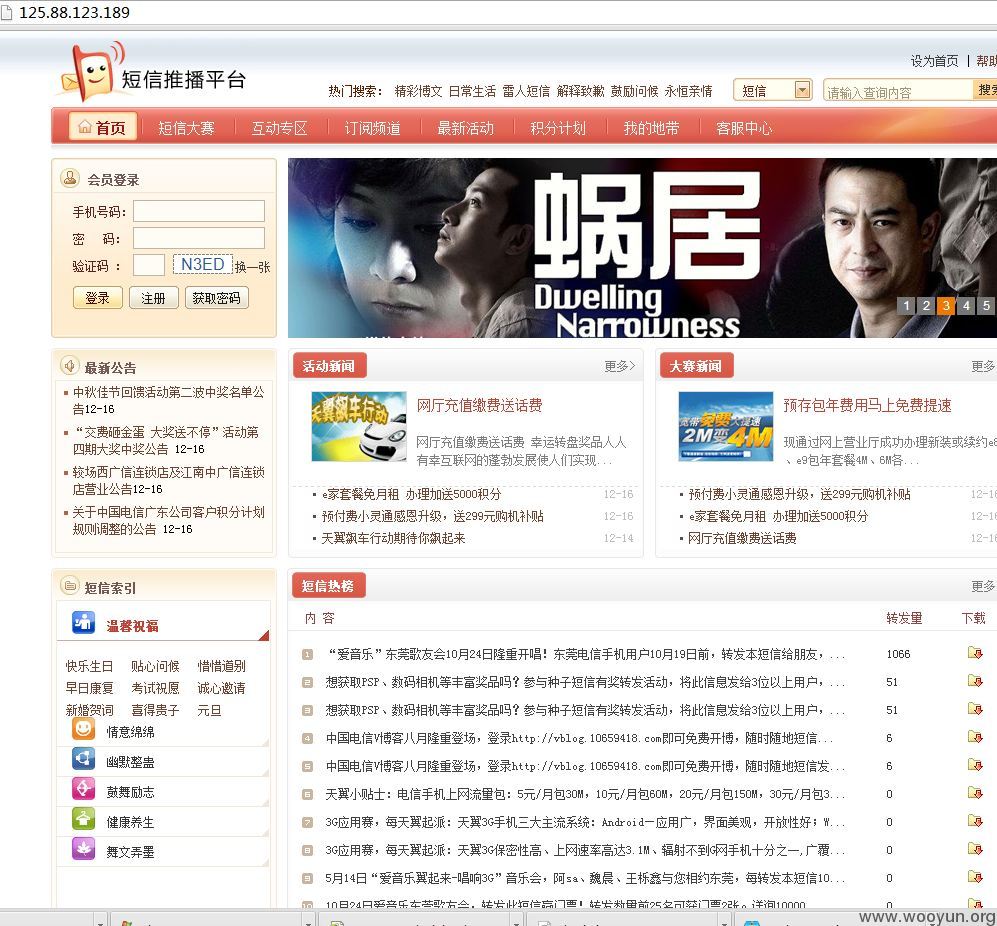 125.88.123.189
短信推播平台
设为首页 | 帮助
热门搜索： 精彩博文 日常生活 雷人短信 解释致歉 鼓励问候 永恒亲情
短信
请输入查询内容
搜索
首页 短信大赛 互动专区 订阅频道 最新活动 积分计划 我的地带 客服中心
会员登录
手机号码：
密 码：
验证码 ： N3ED 换一张
登录 注册 获取密码
蜗居
Dwelling
Narrowness
1 2 3 4 5
最新公告
中秋佳节回馈活动第二波中奖名单公
告12-16
“交费砸金蛋 大奖送不停”活动第
四期大奖中奖公告 12-16
较场西广信连锁店及江南中广信连锁
店营业公告12-16
关于中国电信广东公司客户积分计划
规则调整的公告 12-16
活动新闻 更多>
天翼飙车行动
网厅充值缴费送话费
网厅充值缴费送话费 幸运转盘奖品人人
有幸互联网的蓬勃发展使人们实现...
e家套餐免月租 办理加送5000积分 12-16
预付费小灵通感恩升级，送299元购机补贴 12-16
天翼飙车行动期待你飙起来 12-14
大赛新闻 更多
宽带免费大提速
2M变4M
预存包年费用马上免费提速
现通过网上营业厅成功办理新装或续约e8
、e9包年套餐4M、6M各...
预付费小灵通感恩升级，送299元购机补贴 12-16
e家套餐免月租 办理加送5000积分 12-16
网厅充值缴费送话费 12-16
短信索引
温馨祝福
快乐生日 贴心问候 惜惜道别
早日康复 考试祝愿 诚心邀请
新婚贺词 喜得贵子 元旦
情意绵绵
幽默整蛊
鼓舞励志
健康养生
舞文弄墨
短信热榜 更多
内 容 转发量 下载
1 “爱音乐”东莞歌友会10月24日隆重开唱！东莞电信手机用户10月19日前，转发本短信给朋友，... 1066
2 想获取PSP、数码相机等丰富奖品吗？参与种子短信有奖转发活动，将此信息发给3位以上用户，... 51
3 想获取PSP、数码相机等丰富奖品吗？参与种子短信有奖转发活动，将此信息发给3位以上用户，... 51
4 中国电信V博客八月隆重登场，登录http://vblog.10659418.com即可免费开博，随时随地短信... 6
5 中国电信V博客八月隆重登场，登录http://vblog.10659418.com即可免费开博，随时随地短信发... 6
6 天翼小贴士：电信手机上网流量包：5元/月包30M，10元/月包60M，20元/月包150M，30元/月包3... 0
7 3G应用赛，每天翼起派：天翼3G手机三大主流系统：Android一应用广，界面美观，开放性好；W... 0
8 3G应用赛，每天翼起派：天翼3G保密性高、上网速率高达3.1M、辐射不到G网手机十分之一,广覆... 0
9 5月14日“爱音乐翼起来-唱响3G”音乐会，阿sa、魏晨、王栎鑫与您相约东莞，每转发本短信10... 0
10 10月24日爱音乐东莞歌友会，转发此短信赢门票！转发数量前25名可获门票2张。详询10000 0
www.wooyun.org